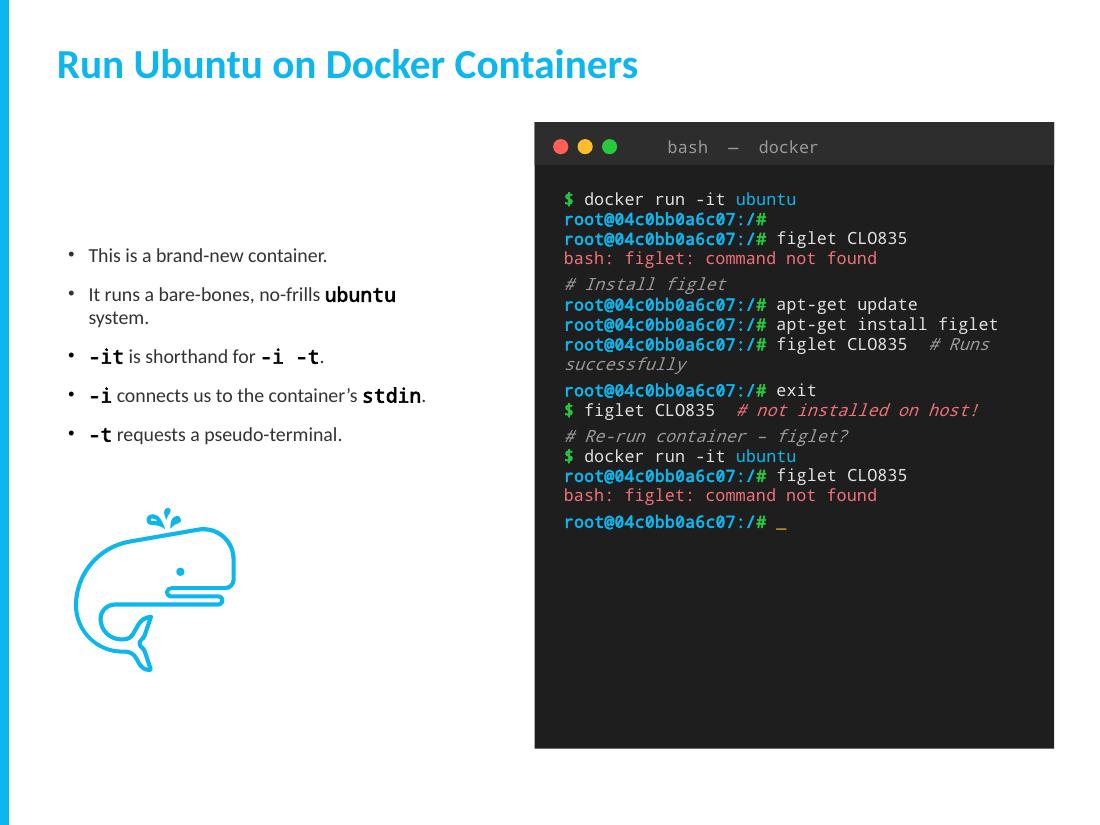 Run Ubuntu on Docker Containers
• This is a brand-new container.
• It runs a bare-bones, no-frills ubuntu
system.
• -it is shorthand for -i -t.
• -i connects us to the container’s stdin.
• -t requests a pseudo-terminal.
bash — docker
$ docker run -it ubuntu
root@04c0bb0a6c07:/#
root@04c0bb0a6c07:/# figlet CLO835
bash: figlet: command not found
# Install figlet
root@04c0bb0a6c07:/# apt-get update
root@04c0bb0a6c07:/# apt-get install figlet
root@04c0bb0a6c07:/# figlet CLO835 # Runs
successfully
root@04c0bb0a6c07:/# exit
$ figlet CLO835 # not installed on host!
# Re-run container – figlet?
$ docker run -it ubuntu
root@04c0bb0a6c07:/# figlet CLO835
bash: figlet: command not found
root@04c0bb0a6c07:/# _